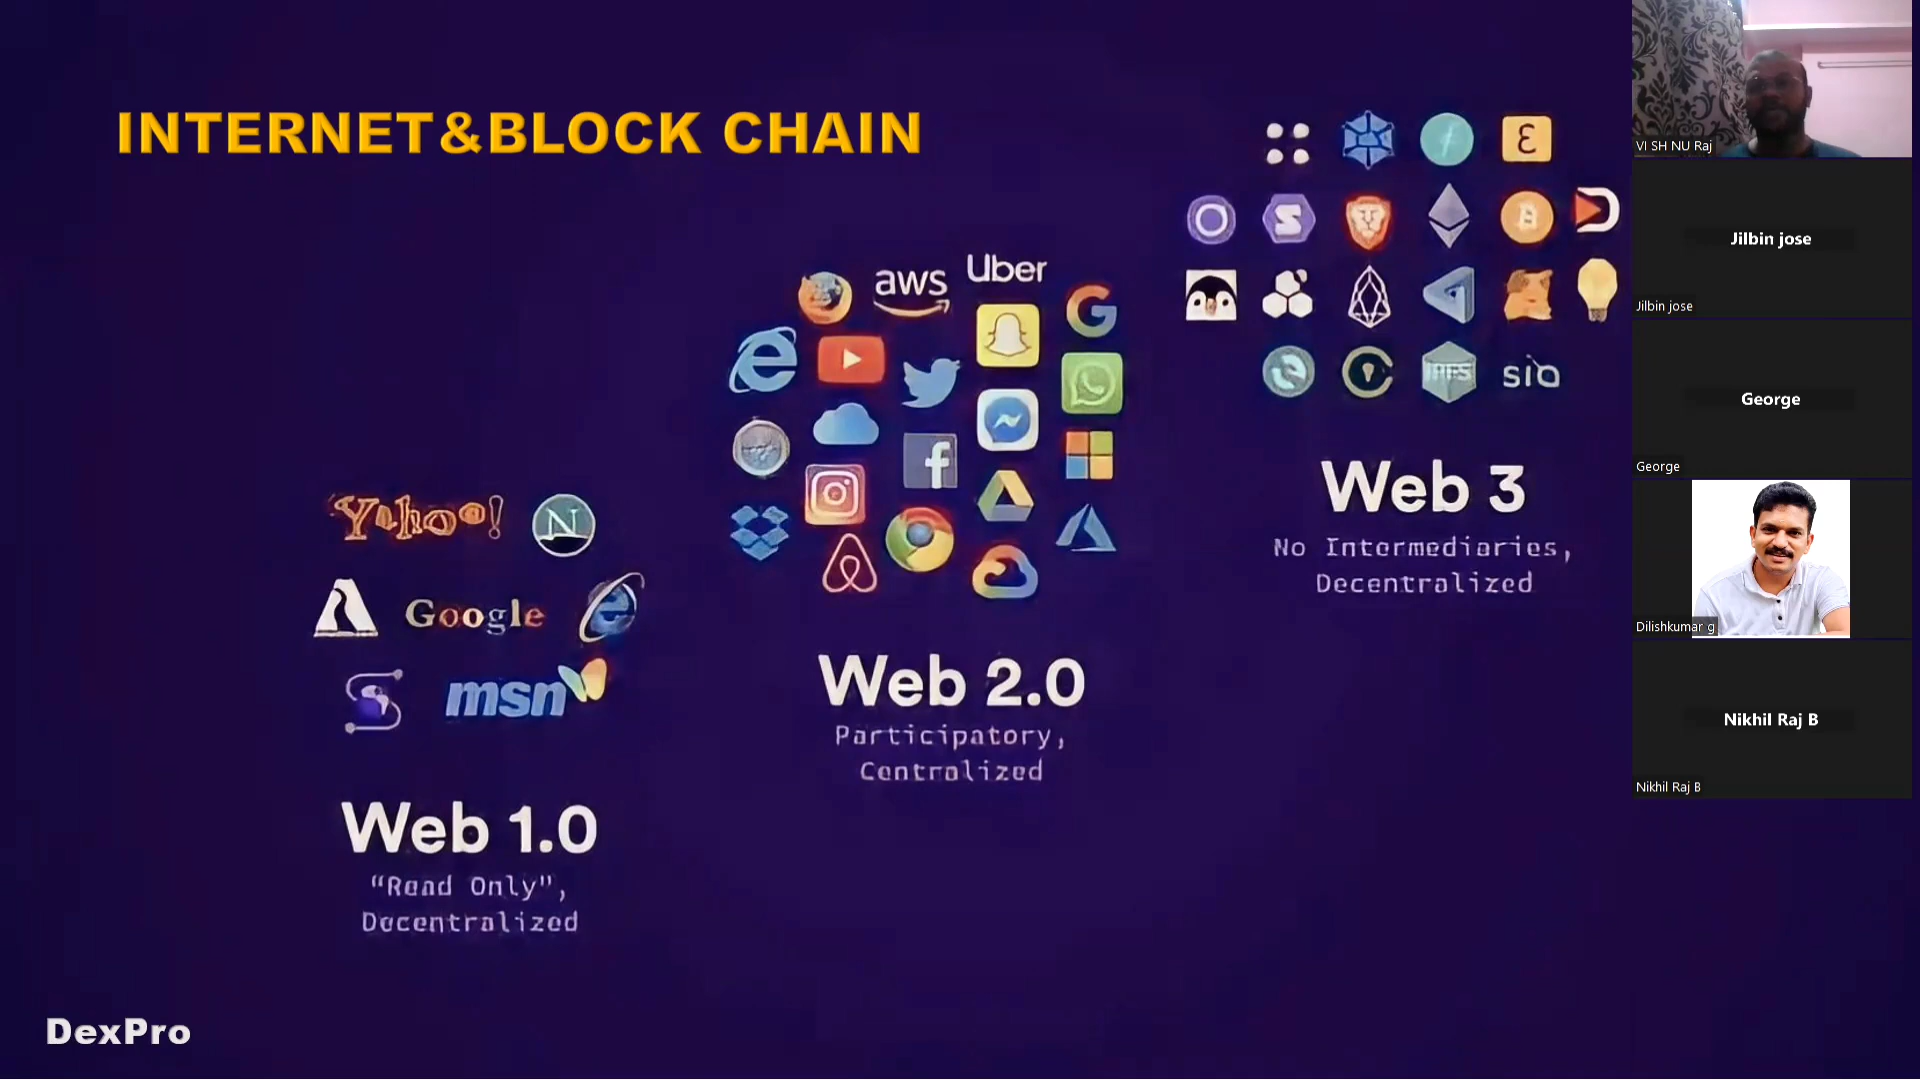 INTERNET&BLOCK CHAIN
Yahoo!
N
Google
msn
Web 1.0
“Read Only”,
Decentralized
aws
Uber
Web 2.0
Participatory,
Centralized
IPFS
sia
Web 3
No Intermediaries,
Decentralized
DexPro
VI SH NU Raj
Jilbin jose
Jilbin jose
George
George
Dilishkumar g
Nikhil Raj B
Nikhil Raj B